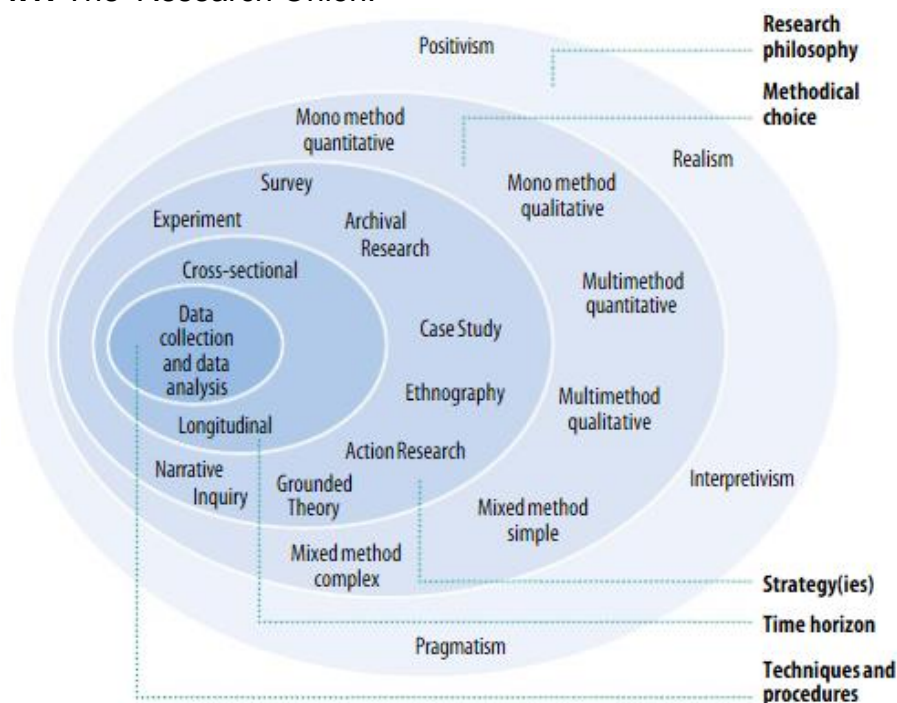 The Research Onion.
Positivism
Research
philosophy
Methodical
choice
Mono method
quantitative
Realism
Mono method
qualitative
Survey
Experiment
Archival
Research
Cross-sectional
Multimethod
quantitative
Data
collection
and data
analysis
Case Study
Ethnography
Multimethod
qualitative
Longitudinal
Action Research
Narrative
Inquiry
Grounded
Theory
Interpretivism
Mixed method
simple
Mixed method
complex
Strategy(ies)
Time horizon
Pragmatism
Techniques and
procedures